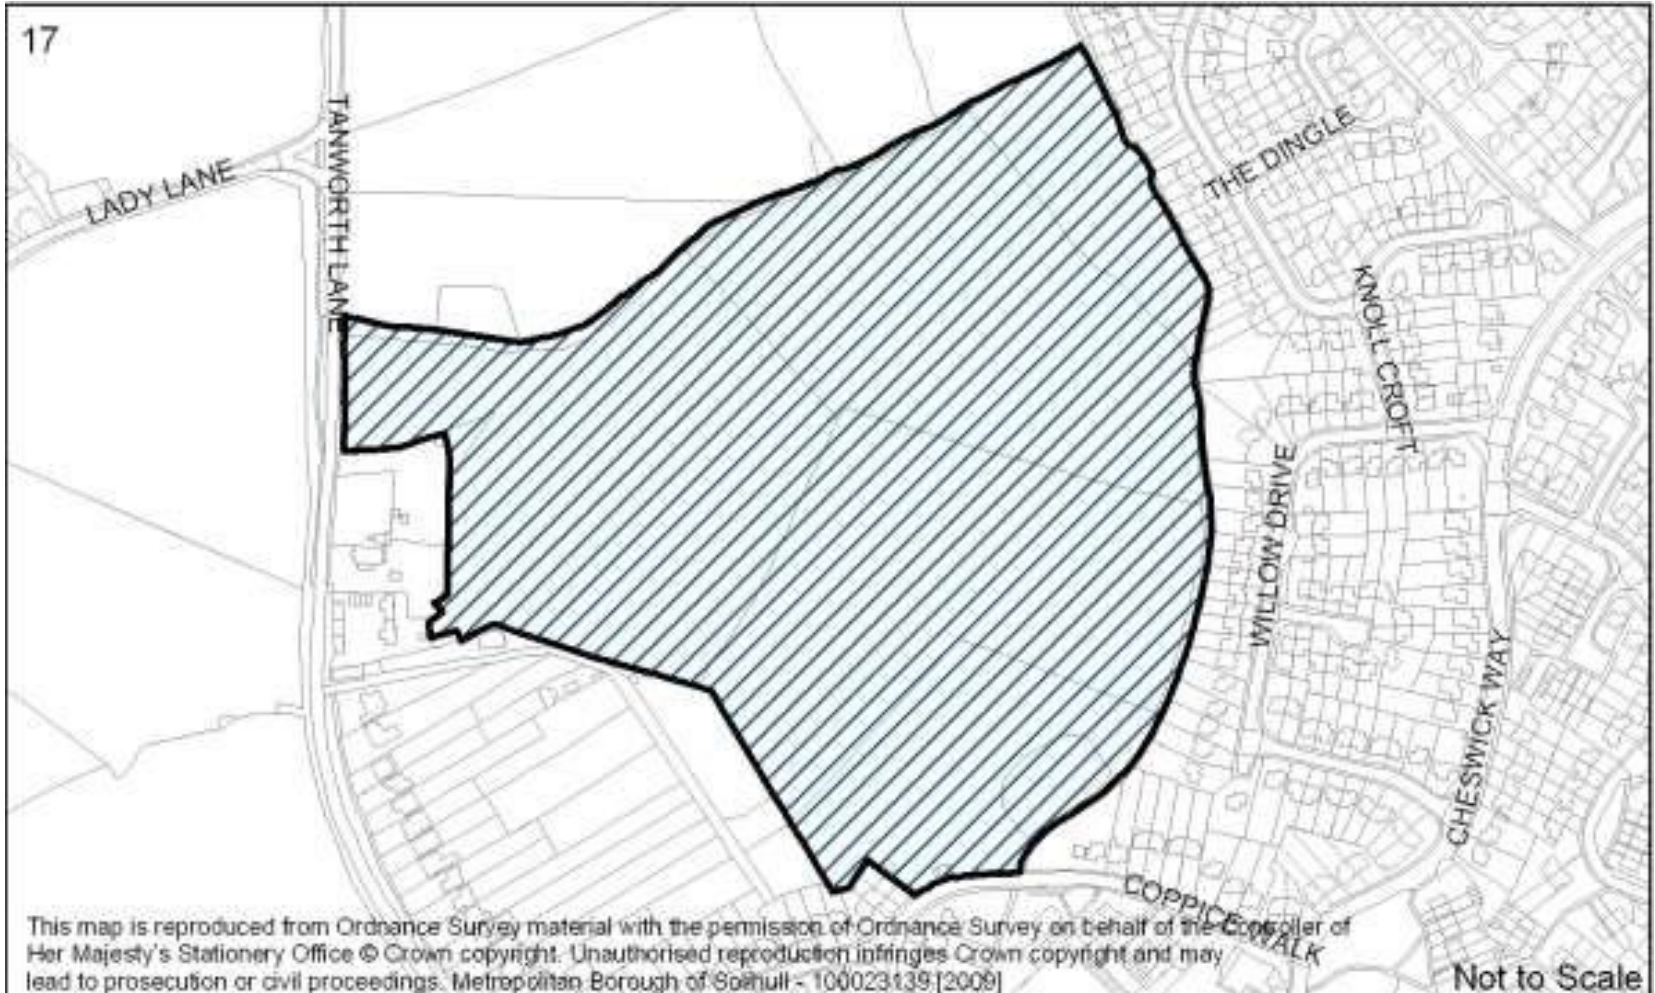 17
TANWORTH LANE
LADY LANE
THE DINGLE
KNOLL CROFT
WILLOW DRIVE
CHESWICK WAY
COPPICE WALK
This map is reproduced from Ordnance Survey material with the permission of Ordnance Survey on behalf of the Controller of
Her Majesty's Stationery Office © Crown copyright. Unauthorised reproduction infringes Crown copyright and may
lead to prosecution or civil proceedings. Metropolitan Borough of Solihull - 100023139 [2009]
Not to Scale